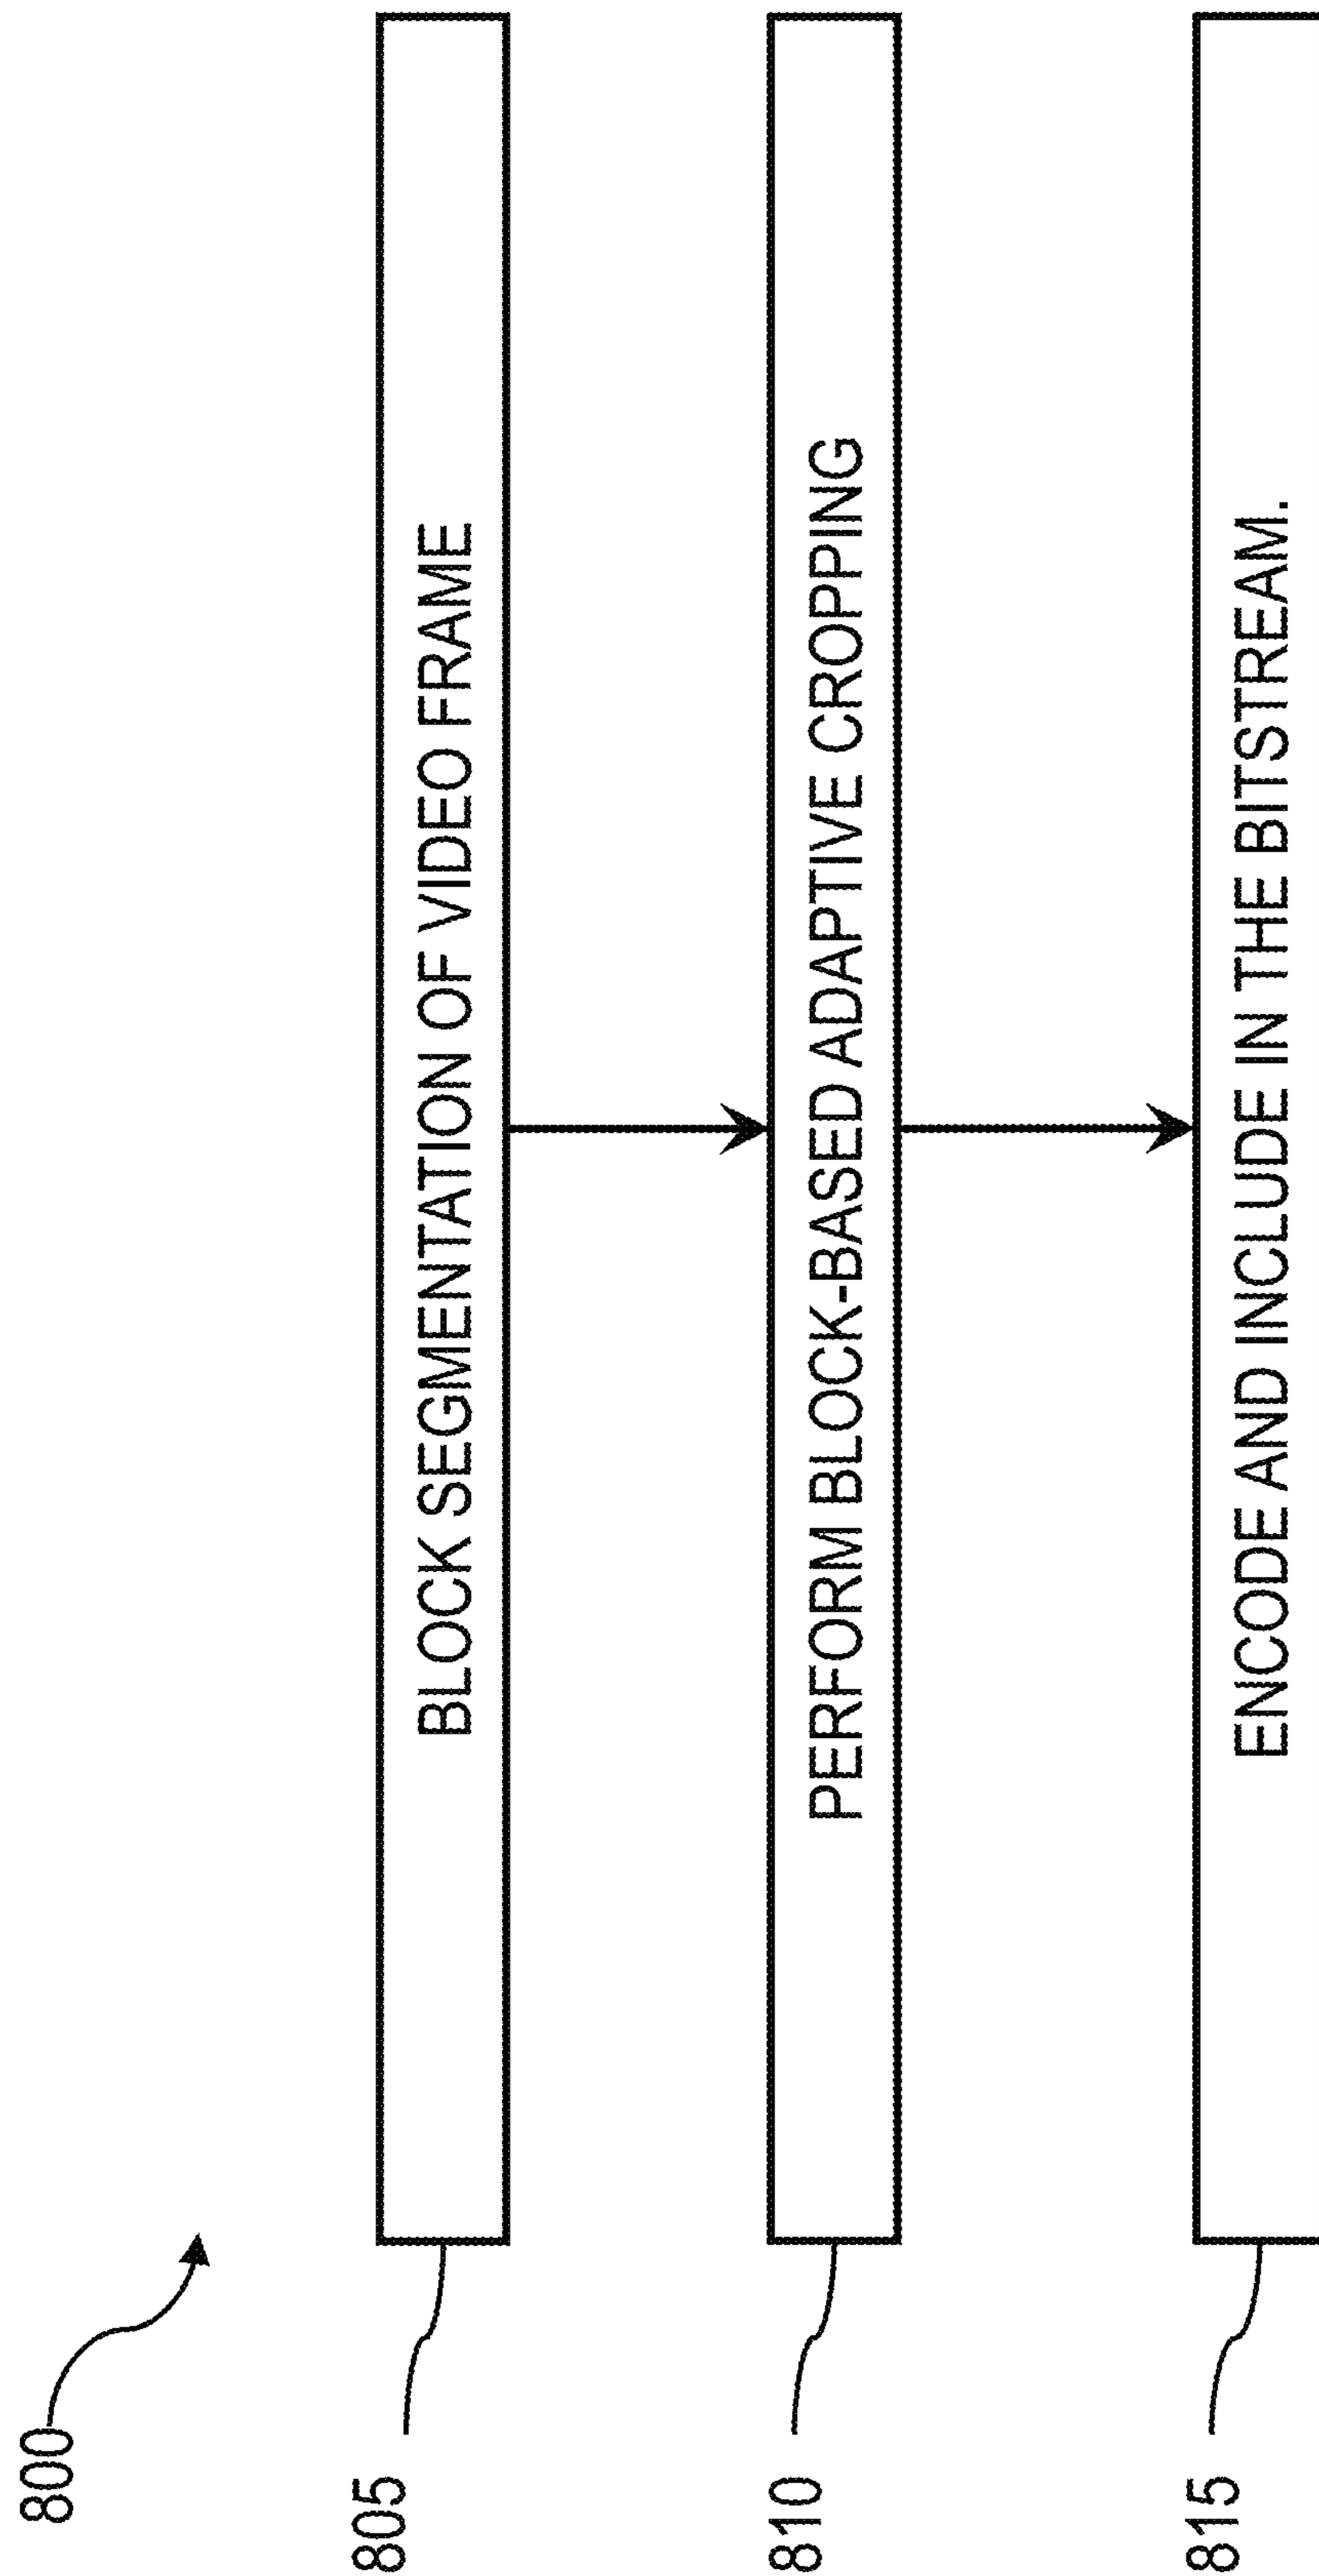 800
805
BLOCK SEGMENTATION OF VIDEO FRAME
810
PERFORM BLOCK-BASED ADAPTIVE CROPPING
815
ENCODE AND INCLUDE IN THE BITSTREAM.